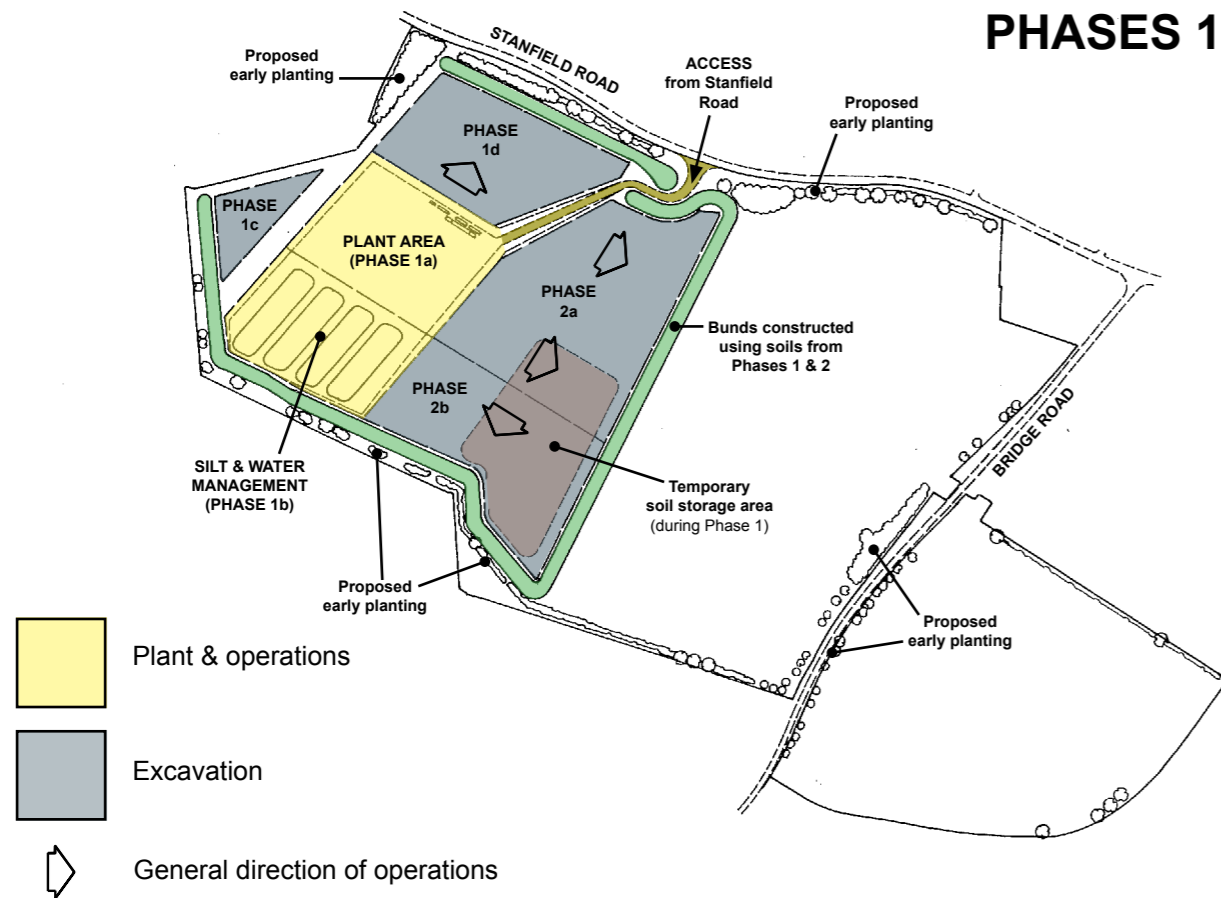 PHASES 1
STANFIELD ROAD
Proposed
early planting
ACCESS
from Stanfield
Road
Proposed
early planting
PHASE
1d
PHASE
1c
PLANT AREA
(PHASE 1a)
PHASE
2a
Bunds constructed
using soils from
Phases 1 & 2
PHASE
2b
BRIDGE ROAD
SILT & WATER
MANAGEMENT
(PHASE 1b)
Temporary
soil storage area
(during Phase 1)
Proposed
early planting
Proposed
early planting
Plant & operations
Excavation
General direction of operations